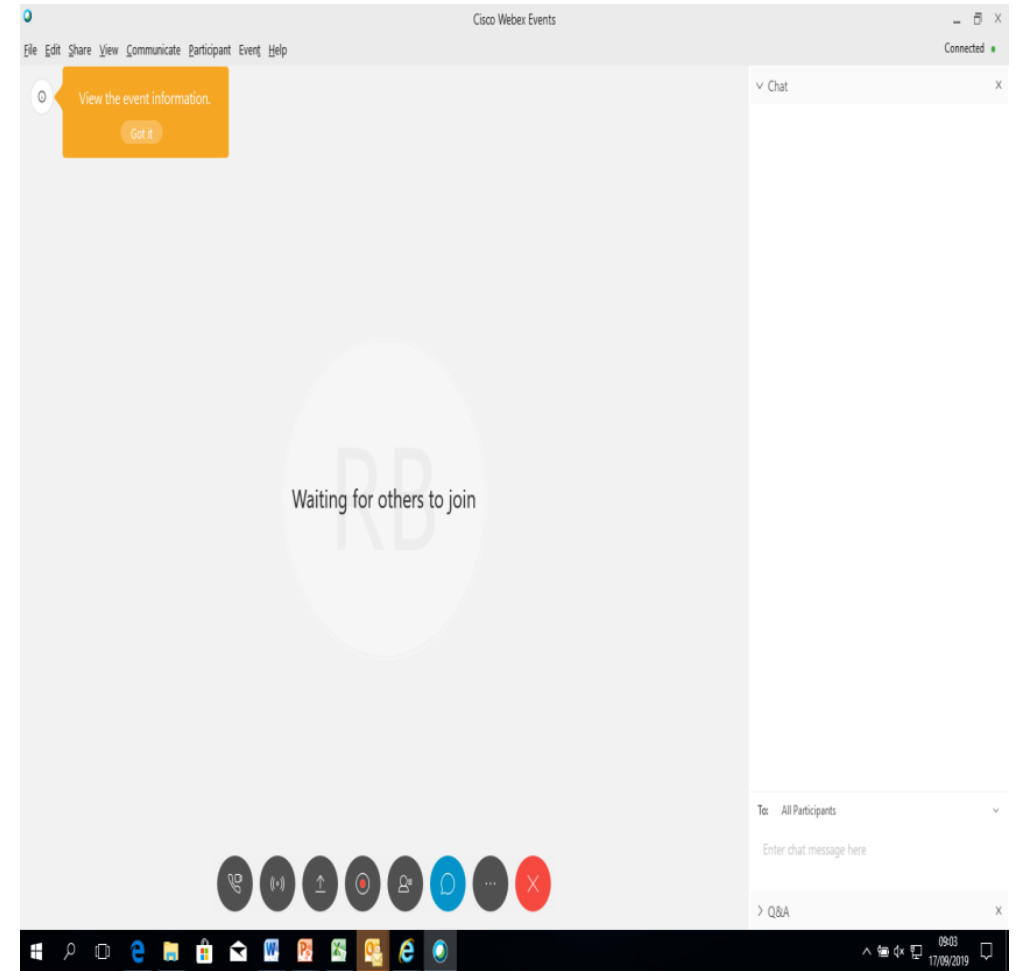 Cisco Webex Events
File Edit Share View Communicate Participant Event Help
Connected
View the event information.
Got it
Chat
RB
Waiting for others to join
To: All Participants
Enter chat message here
Q&A
09:03
17/09/2019